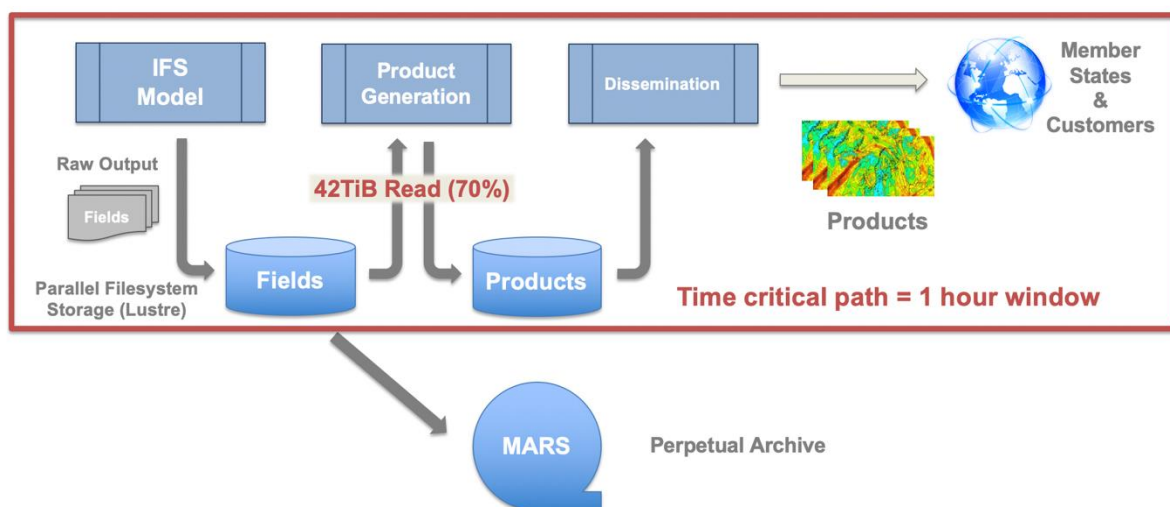 IFS
Model
Product
Generation
Dissemination
Member
States
&
Customers
Raw Output
Fields
42TiB Read (70%)
Products
Parallel Filesystem
Storage (Lustre)
Fields
Products
Time critical path = 1 hour window
MARS
Perpetual Archive